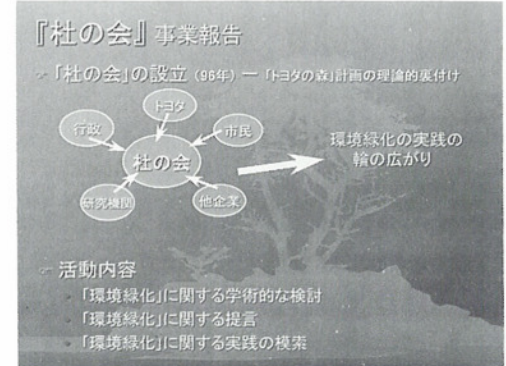 『杜の会』事業報告
「杜の会」の設立(96年) ー 「トヨタの森」計画の理論的裏付け
トヨタ
行政
市民
杜の会
研究機関
他企業
環境緑化の実践の
輪の広がり
活動内容
「環境緑化」に関する学術的な検討
「環境緑化」に関する提言
「環境緑化」に関する実践の模索